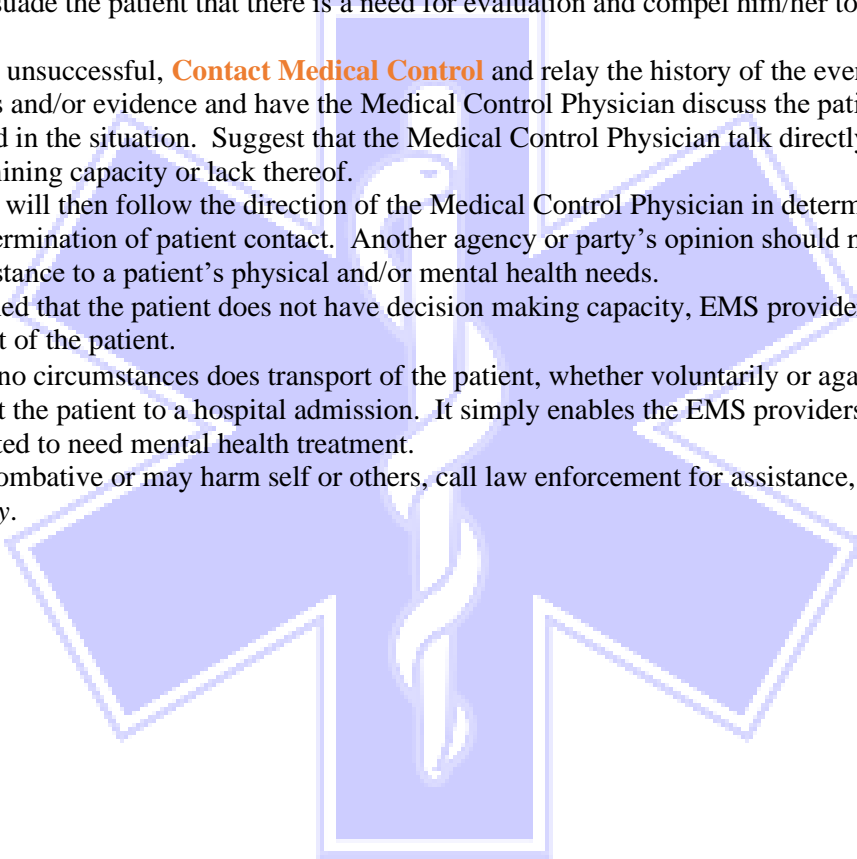 suade the patient that there is a need for evaluation and compel him/her to
unsuccessful, Contact Medical Control and relay the history of the even
s and/or evidence and have the Medical Control Physician discuss the pati
d in the situation. Suggest that the Medical Control Physician talk directly
nining capacity or lack thereof.
will then follow the direction of the Medical Control Physician in determ
ermination of patient contact. Another agency or party's opinion should n
stance to a patient's physical and/or mental health needs.
ed that the patient does not have decision making capacity, EMS provide
t of the patient.
no circumstances does transport of the patient, whether voluntarily or aga
t the patient to a hospital admission. It simply enables the EMS providers
ted to need mental health treatment.
ombative or may harm self or others, call law enforcement for assistance,
y.